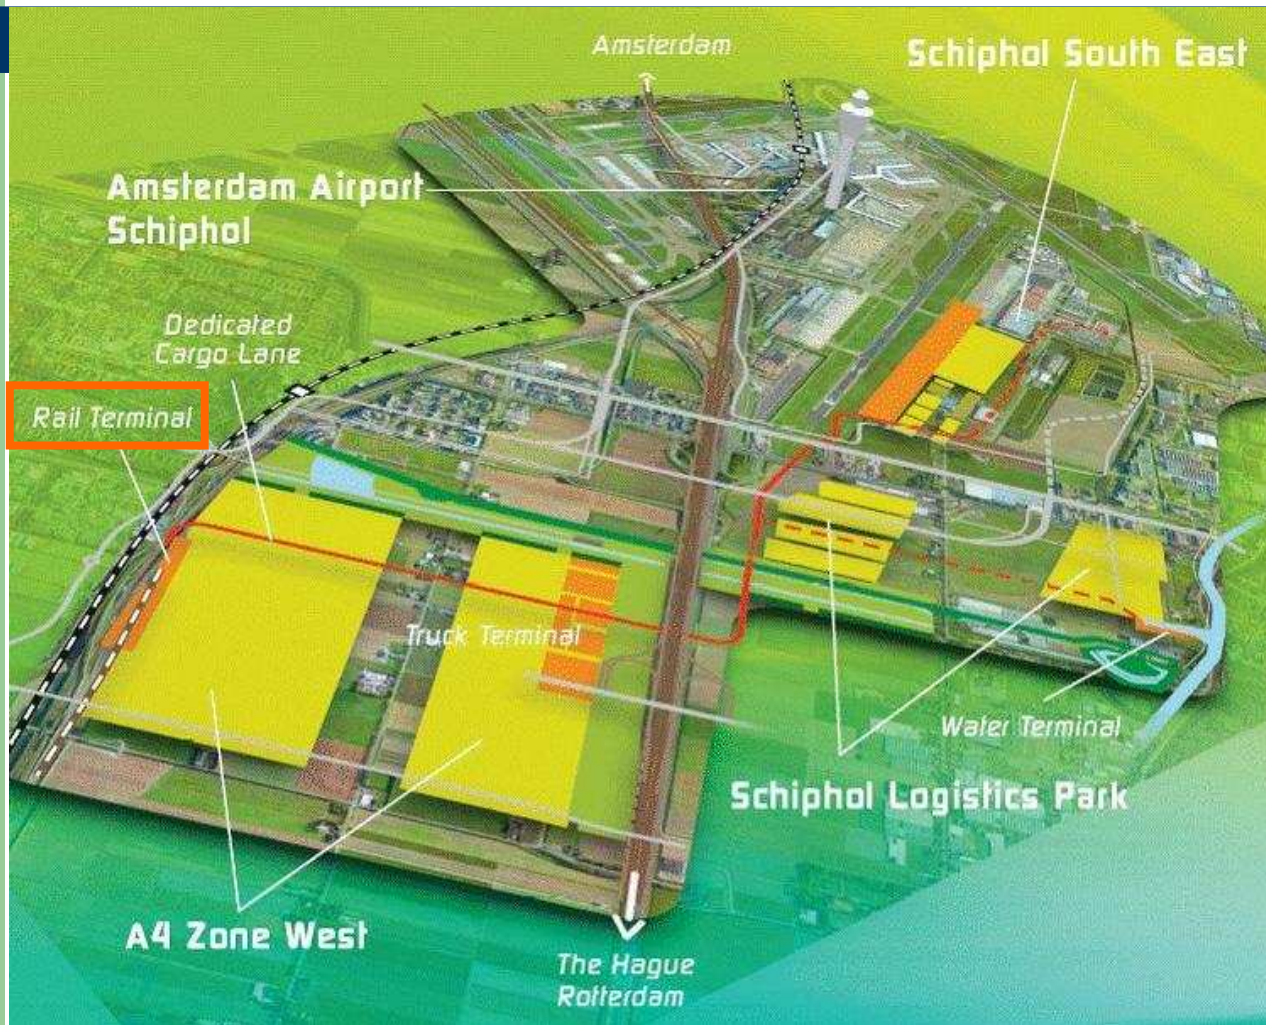 Amsterdam
Schiphol South East
Amsterdam Airport
Schiphol
Dedicated
Cargo Lane
Rail Terminal
Truck Terminal
Water Terminal
Schiphol Logistics Park
A4 Zone West
The Hague
Rotterdam